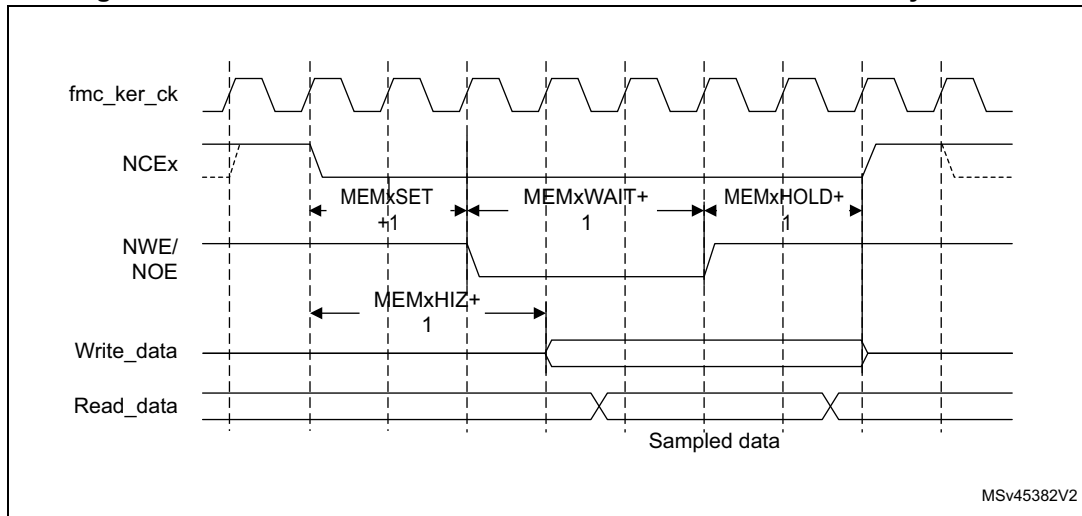 fmc_ker_ck
NCEx
MEMxSET
+1
MEMxWAIT+
1
MEMxHOLD+
1
NWE/
NOE
MEMxHIZ+
1
Write_data
Read_data
Sampled data
MSv45382V2